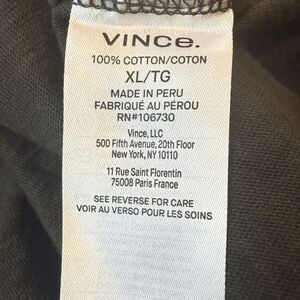 VINCE.
100% COTTON/COTON
XL/TG
MADE IN PERU
FABRIQUÉ AU PÉROU
RN#106730
Vince, LLC
500 Fifth Avenue, 20th Floor
New York, NY 10110
11 Rue Saint Florentin
75008 Paris France
SEE REVERSE FOR CARE
VOIR AU VERSO POUR LES SOINS